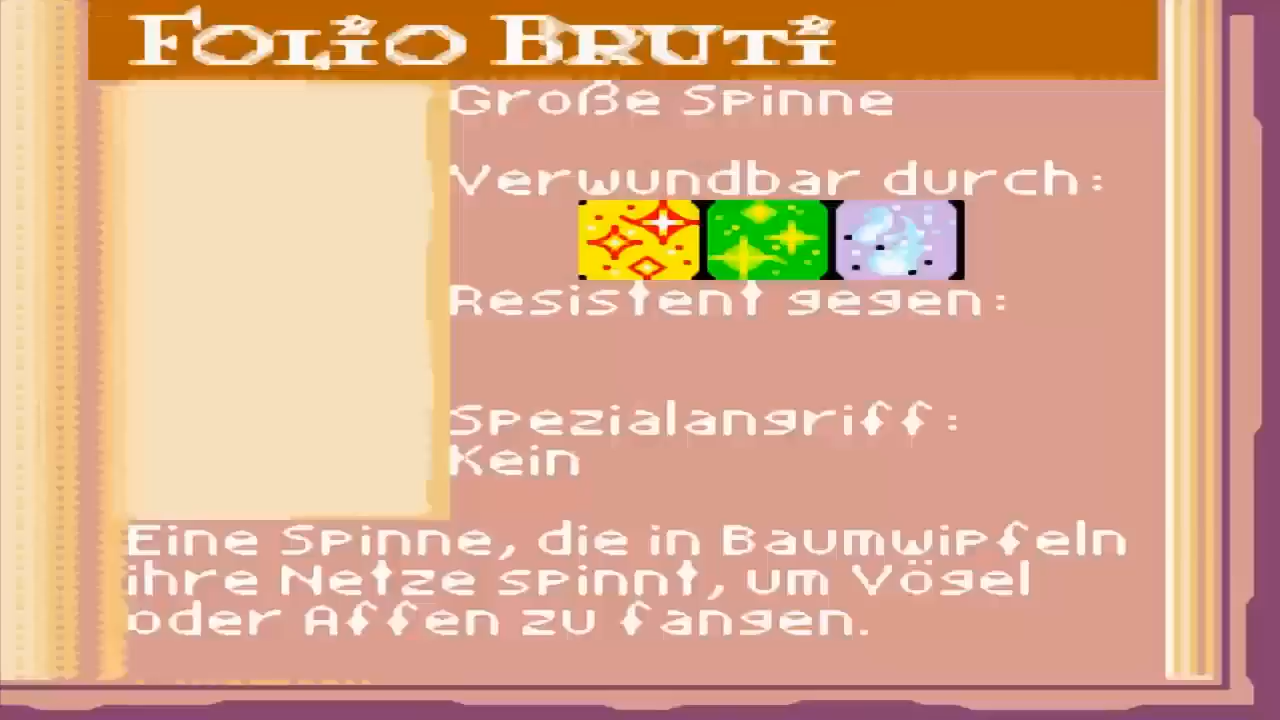 Folio Bruti
Große Spinne
Verwundbar durch:
Resistent gegen:
Spezialangriff:
Kein
Eine Spinne, die in Baumwipfeln
ihre Netze spinnt, um Vögel
oder Affen zu fangen.